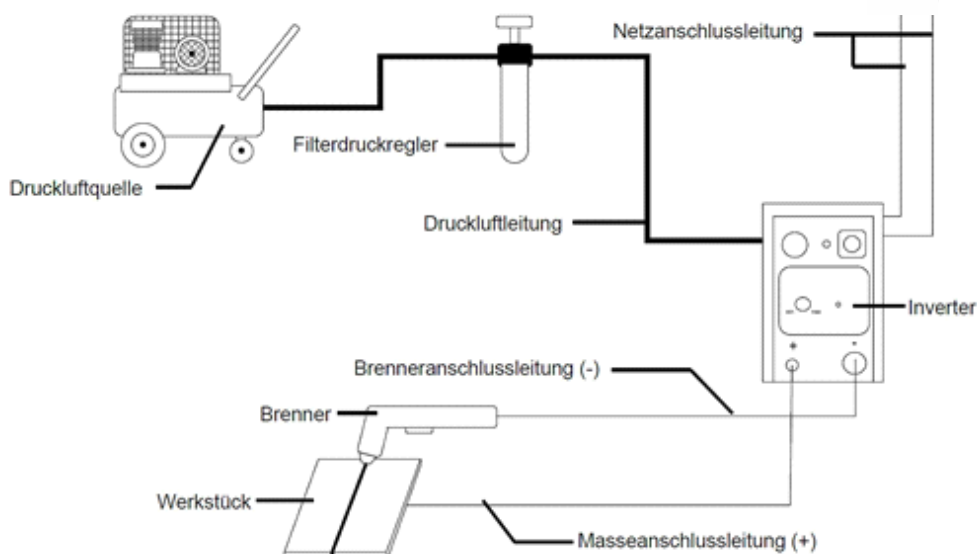 Netzanschlussleitung
Filterdruckregler
Druckluftquelle
Druckluftleitung
Inverter
Brenneranschlussleitung (-)
Brenner
Werkstück
Masseanschlussleitung (+)